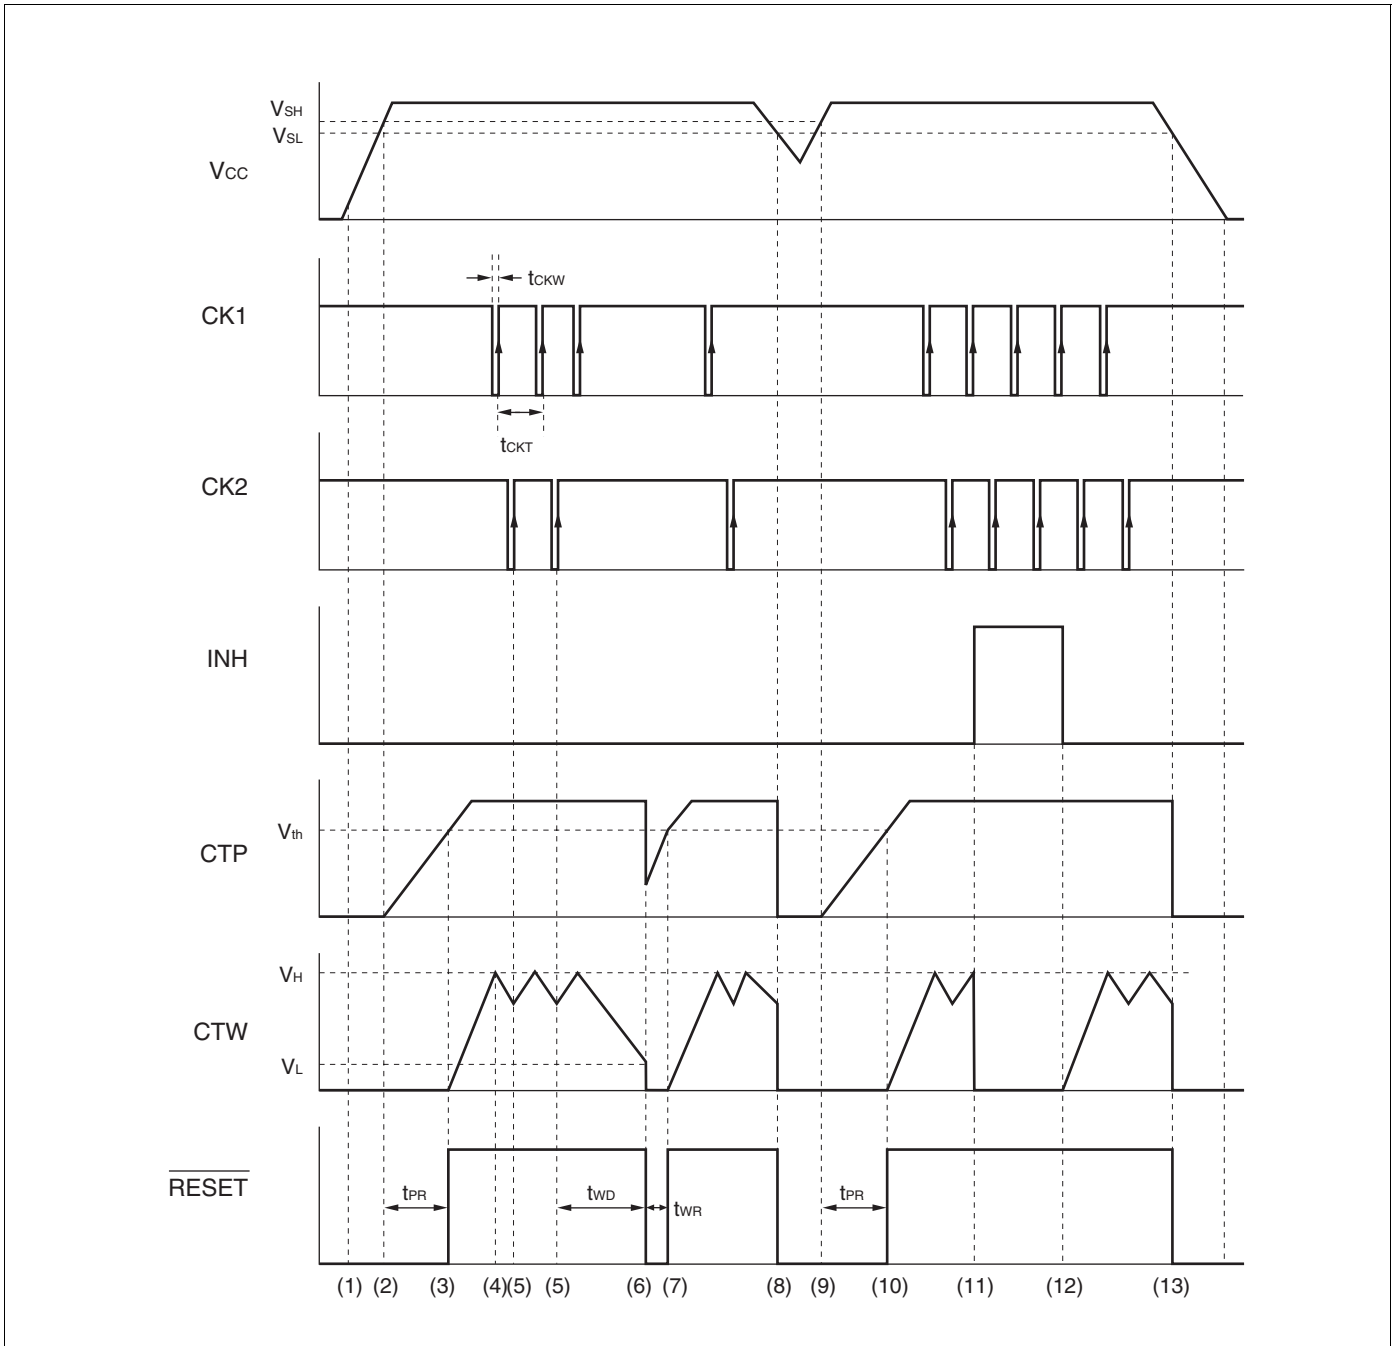 VSH
VSL
VCC
tCKW
CK1
tCKT
CK2
INH
Vth
CTP
VH
CTW
VL
RESET
tPR
tWD
tWR
tPR
(1) (2) (3) (4)(5) (5) (6) (7) (8) (9) (10) (11) (12) (13)